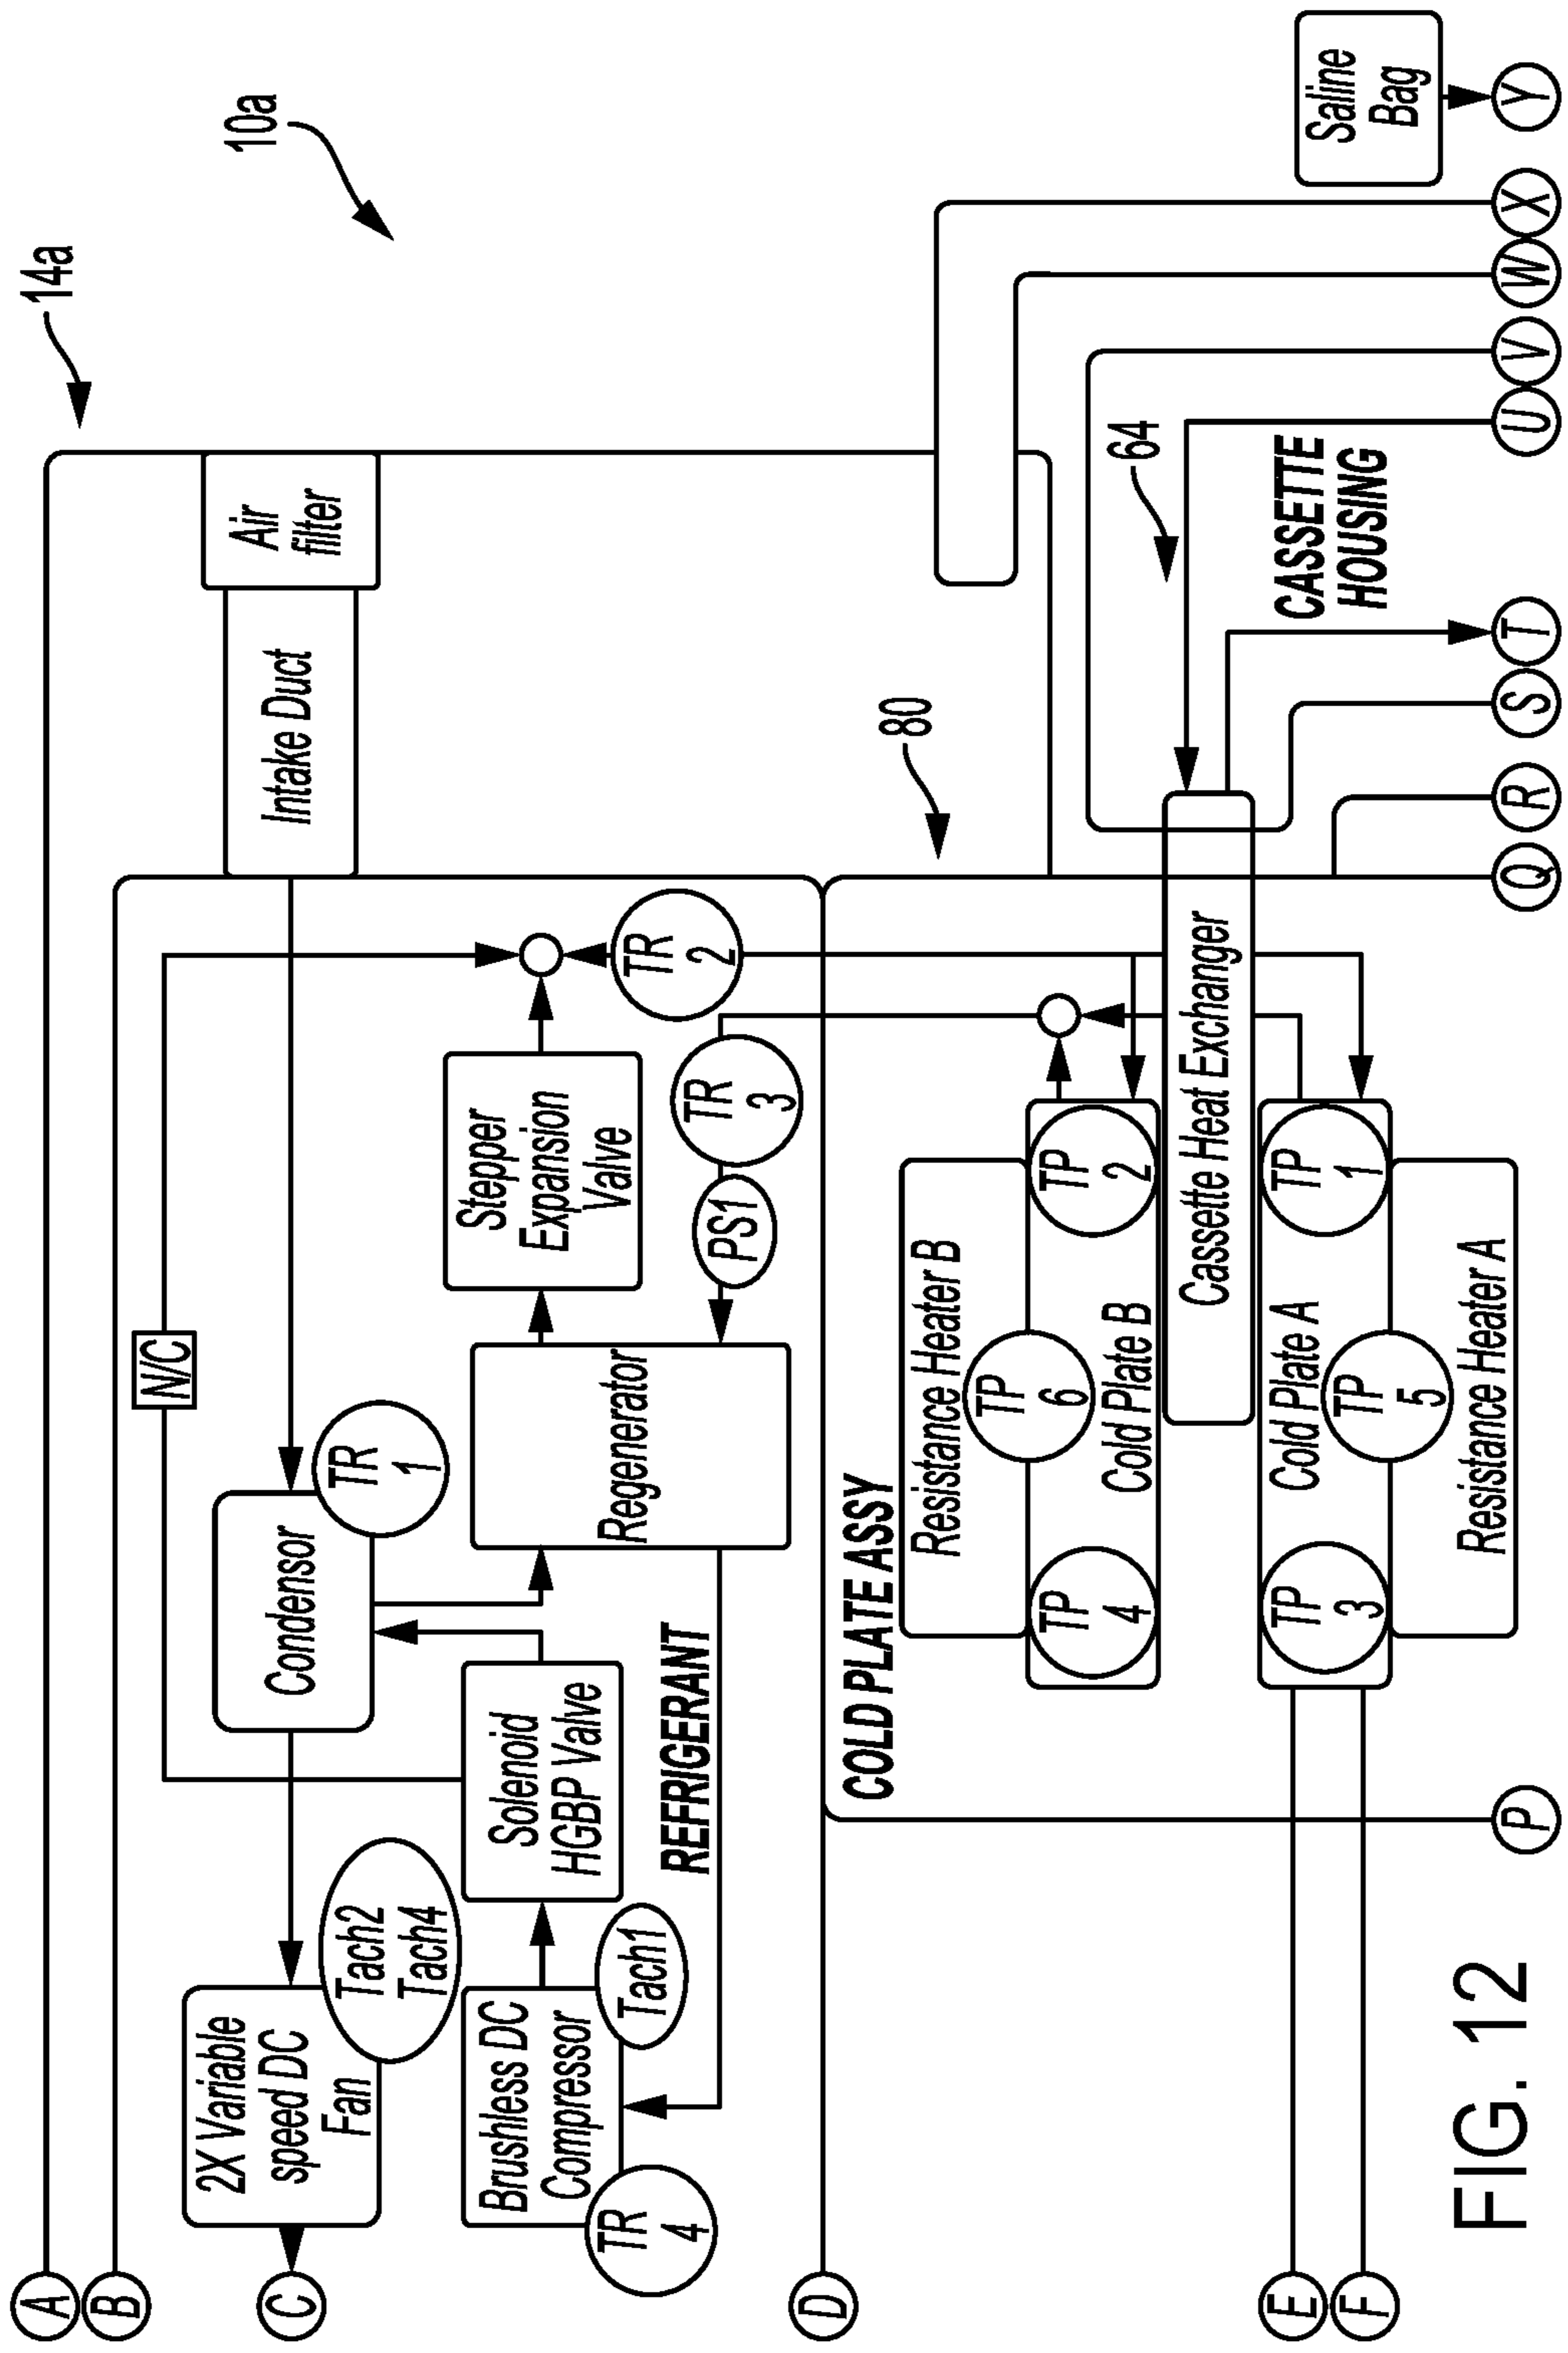 14a
10a
A
B
N/C
C
2X Variable
speed DC
Fan
Tach2
Tach4
Condensor
TR
1
Intake Duct
Air
filter
Brushless DC
Compressor
TR
4
Tach1
Solenoid
HGBP Valve
Regenerator
Stepper
Expansion
Valve
TR
2
TR
3
PS1
REFRIGERANT
D
COLD PLATE ASSY
80
Resistance Heater B
TP
6
TP
4
Cold Plate B
TP
2
64
Cassette Heat Exchanger
E
F
TP
3
Cold Plate A
TP
1
TP
5
Resistance Heater A
CASSETTE
HOUSING
Saline
Bag
P
Q
R
S
T
U
V
W
X
Y
FIG. 12